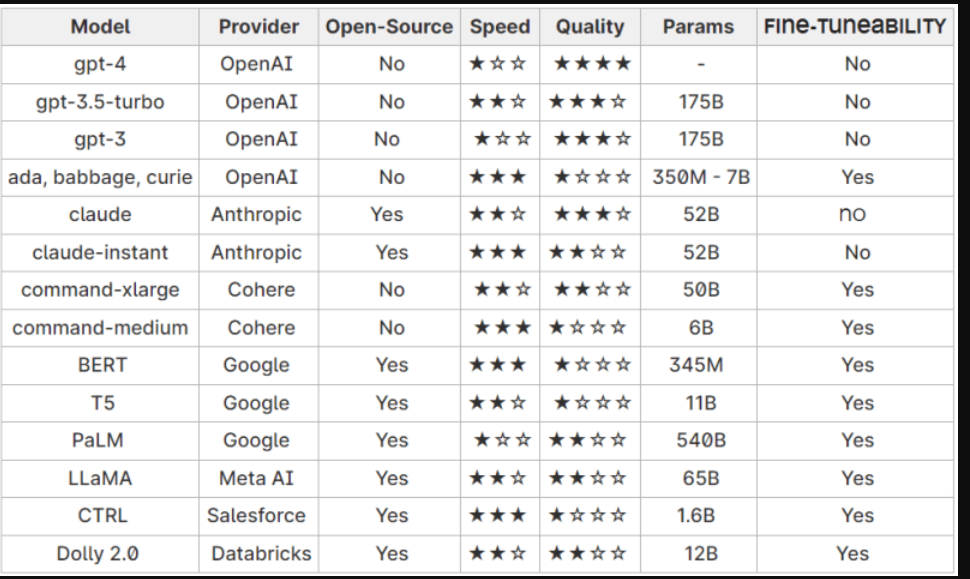 Model Provider Open-Source Speed Quality Params FINE-TUNEABILITY
gpt-4 OpenAI No ★☆☆ ★★★★ - No
gpt-3.5-turbo OpenAI No ★★☆ ★★★☆ 175B No
gpt-3 OpenAI No ★☆☆ ★★★☆ 175B No
ada, babbage, curie OpenAI No ★★★ ★☆☆☆ 350M - 7B Yes
claude Anthropic Yes ★★☆ ★★★☆ 52B no
claude-instant Anthropic Yes ★★★ ★★☆☆ 52B No
command-xlarge Cohere No ★★☆ ★★☆☆ 50B Yes
command-medium Cohere No ★★★ ★☆☆☆ 6B Yes
BERT Google Yes ★★★ ★☆☆☆ 345M Yes
T5 Google Yes ★★☆ ★☆☆☆ 11B Yes
PaLM Google Yes ★☆☆ ★★☆☆ 540B Yes
LLaMA Meta AI Yes ★★☆ ★★☆☆ 65B Yes
CTRL Salesforce Yes ★★★ ★☆☆☆ 1.6B Yes
Dolly 2.0 Databricks Yes ★★☆ ★★☆☆ 12B Yes